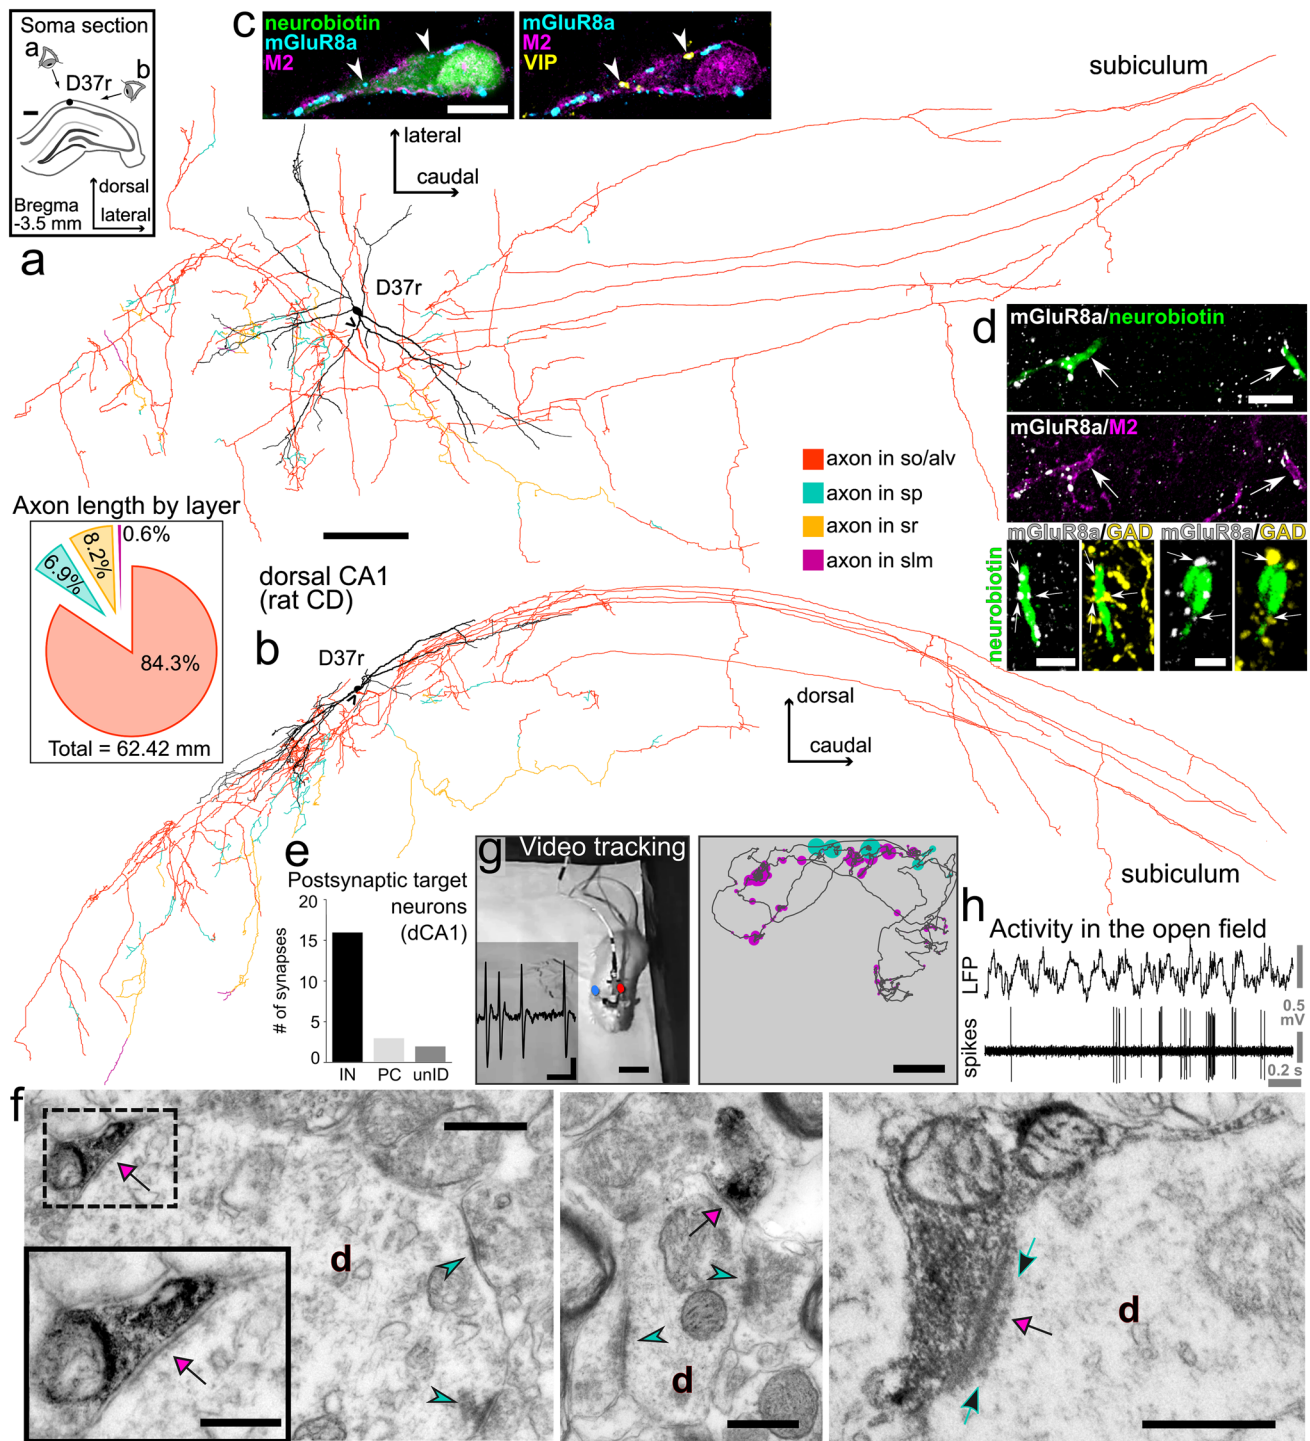 Soma section
a
b
D37r
dorsal
lateral
Bregma
-3.5 mm
c
neurobiotin
mGluR8a
M2
mGluR8a
M2
VIP
lateral
caudal
subiculum
a
D37r
d
mGluR8a/neurobiotin
mGluR8a/M2
mGluR8a/GAD
mGluR8a/GAD
neurobiotin
axon in so/alv
axon in sp
axon in sr
axon in slm
Axon length by layer
0.6%
8.2%
6.9%
84.3%
Total = 62.42 mm
dorsal CA1
(rat CD)
b
D37r
dorsal
caudal
subiculum
e
Postsynaptic target
neurons
(dCA1)
# of synapses
20
15
10
5
0
IN PC unID
g
Video tracking
h
Activity in the open field
LFP
0.5
mV
spikes
0.2 s
f
d
d
d